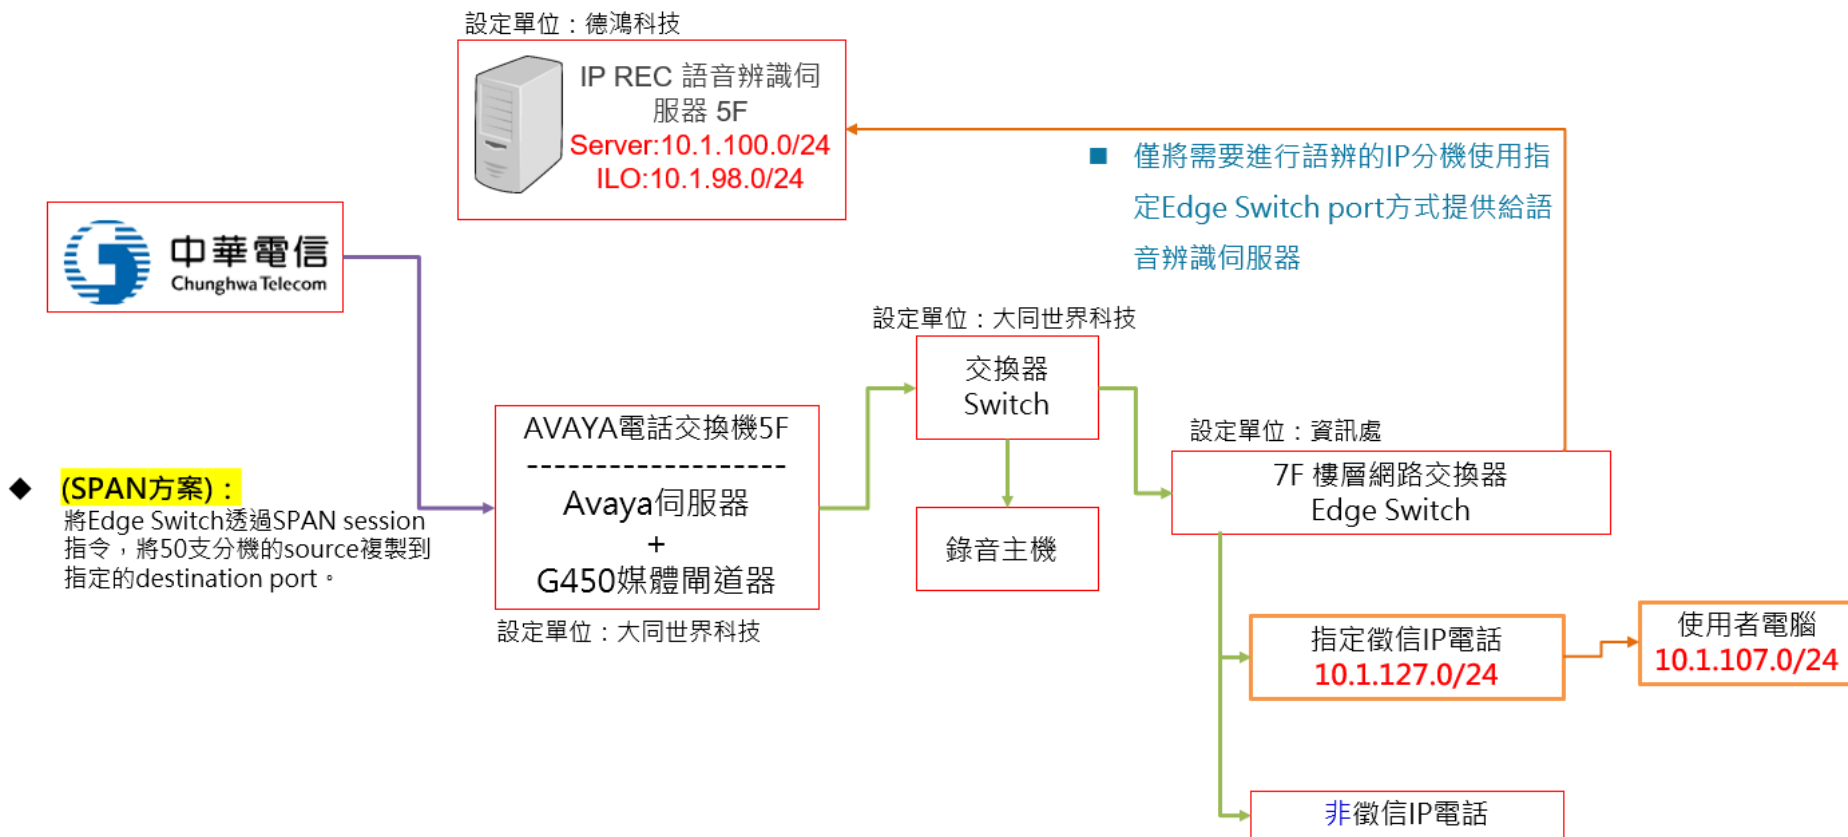 設定單位：德鴻科技
IP REC 語音辨識伺
服器 5F
Server:10.1.100.0/24
ILO:10.1.98.0/24
■ 僅將需要進行語辨的IP分機使用指
定Edge Switch port方式提供給語
音辨識伺服器
中華電信
Chunghwa Telecom
設定單位：大同世界科技
交換器
Switch
AVAYA電話交換機5F
-------------------
Avaya伺服器
+
G450媒體閘道器
設定單位：大同世界科技
設定單位：資訊處
7F 樓層網路交換器
Edge Switch
◆ (SPAN方案)：
將Edge Switch透過SPAN session
指令，將50支分機的source複製到
指定的destination port。
錄音主機
指定徵信IP電話
10.1.127.0/24
使用者電腦
10.1.107.0/24
非徵信IP電話